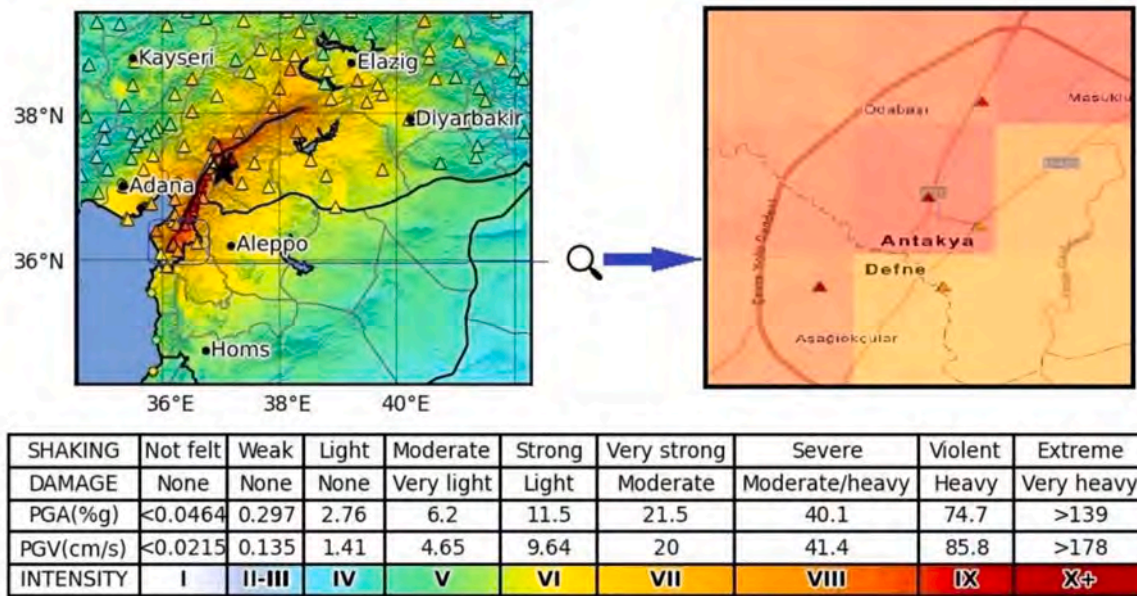 Kayseri
Elazig
38°N
Diyarbakir
Adana
Aleppo
36°N
Homs
36°E 38°E 40°E
Odabaşı
Masuklu
Antakya
Defne
Aşağıokçular
SHAKING Not felt Weak Light Moderate Strong Very strong Severe Violent Extreme
DAMAGE None None None Very light Light Moderate Moderate/heavy Heavy Very heavy
PGA(%g) <0.0464 0.297 2.76 6.2 11.5 21.5 40.1 74.7 >139
PGV(cm/s) <0.0215 0.135 1.41 4.65 9.64 20 41.4 85.8 >178
INTENSITY I II-III IV V VI VII VIII IX X+